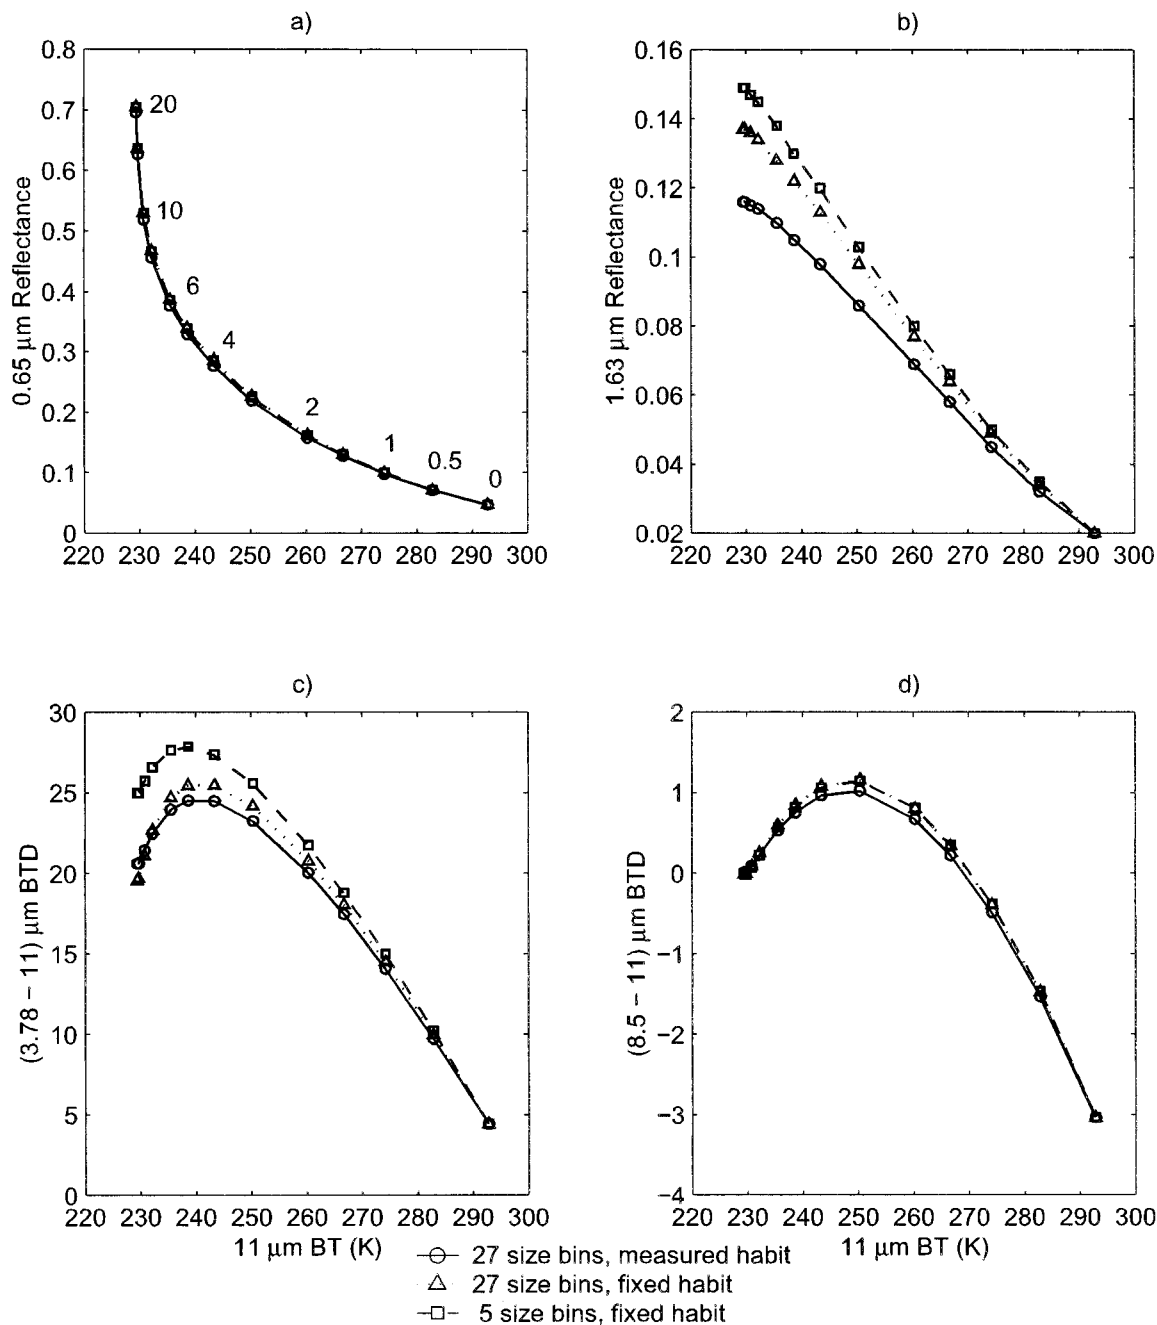 a)
0.65 μm Reflectance
0.8
0.7
0.6
0.5
0.4
0.3
0.2
0.1
0
20
10
6
4
2
1
0.5
0
220 230 240 250 260 270 280 290 300
b)
1.63 μm Reflectance
0.16
0.14
0.12
0.1
0.08
0.06
0.04
0.02
220 230 240 250 260 270 280 290 300
c)
(3.78 − 11) μm BTD
30
25
20
15
10
5
0
220 230 240 250 260 270 280 290 300
11 μm BT (K)
d)
(8.5 − 11) μm BTD
2
1
0
−1
−2
−3
−4
220 230 240 250 260 270 280 290 300
11 μm BT (K)
27 size bins, measured habit
27 size bins, fixed habit
5 size bins, fixed habit